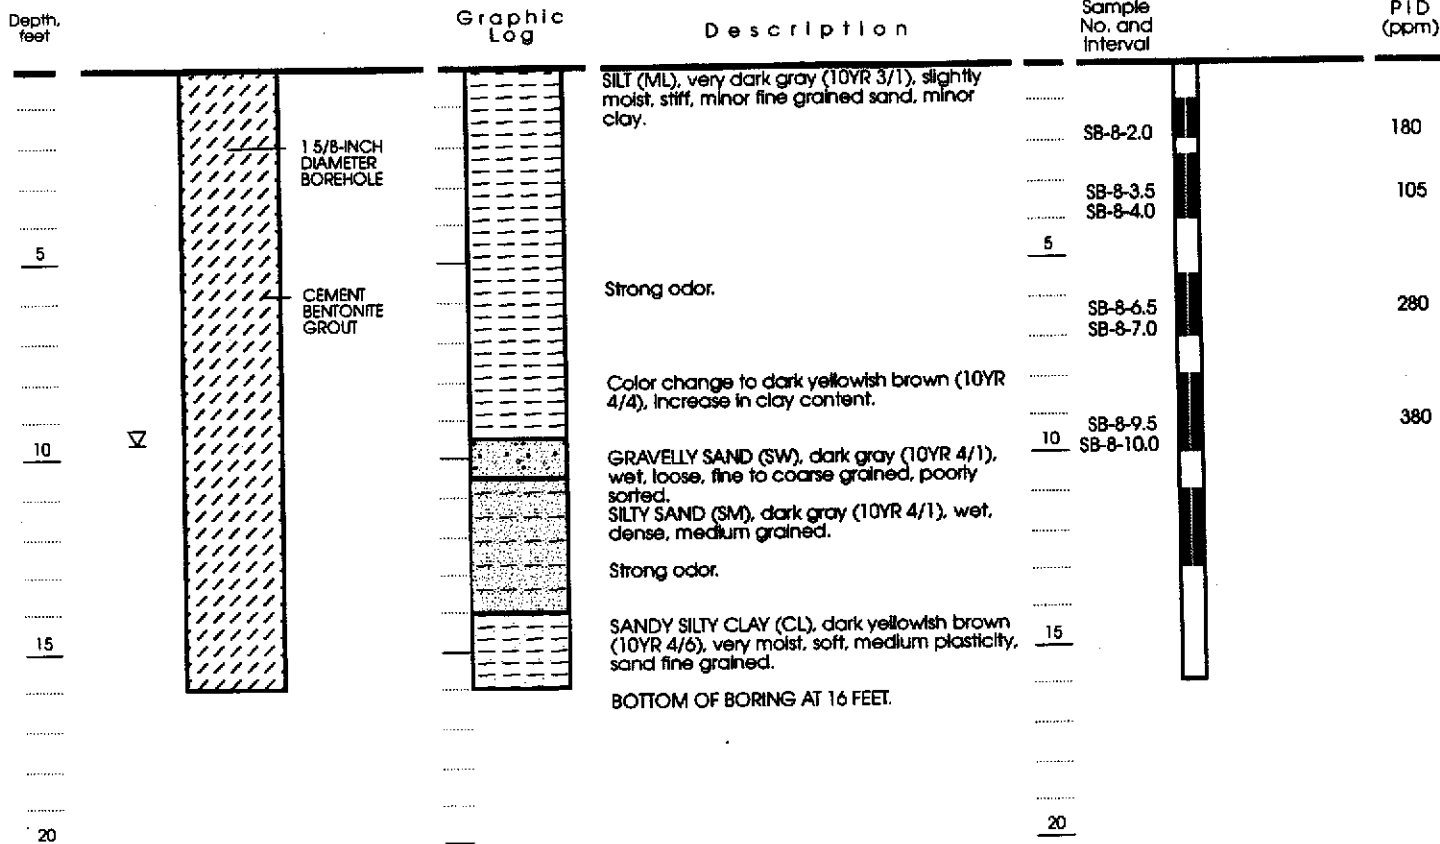 Depth,
feet
Graphic
Log
Description
Sample
No. and
Interval
PID
(ppm)
SILT (ML), very dark gray (10YR 3/1), slightly
moist, stiff, minor fine grained sand, minor
clay.
1 5/8-INCH
DIAMETER
BOREHOLE
SB-8-2.0
180
SB-8-3.5
SB-8-4.0
105
5
5
CEMENT
BENTONITE
GROUT
Strong odor.
SB-8-6.5
SB-8-7.0
280
Color change to dark yellowish brown (10YR
4/4), increase in clay content.
SB-8-9.5
SB-8-10.0
380
10
10
GRAVELLY SAND (SW), dark gray (10YR 4/1),
wet, loose, fine to coarse grained, poorly
sorted.
SILTY SAND (SM), dark gray (10YR 4/1), wet,
dense, medium grained.
Strong odor.
SANDY SILTY CLAY (CL), dark yellowish brown
(10YR 4/6), very moist, soft, medium plasticity,
sand fine grained.
15
15
BOTTOM OF BORING AT 16 FEET.
20
20